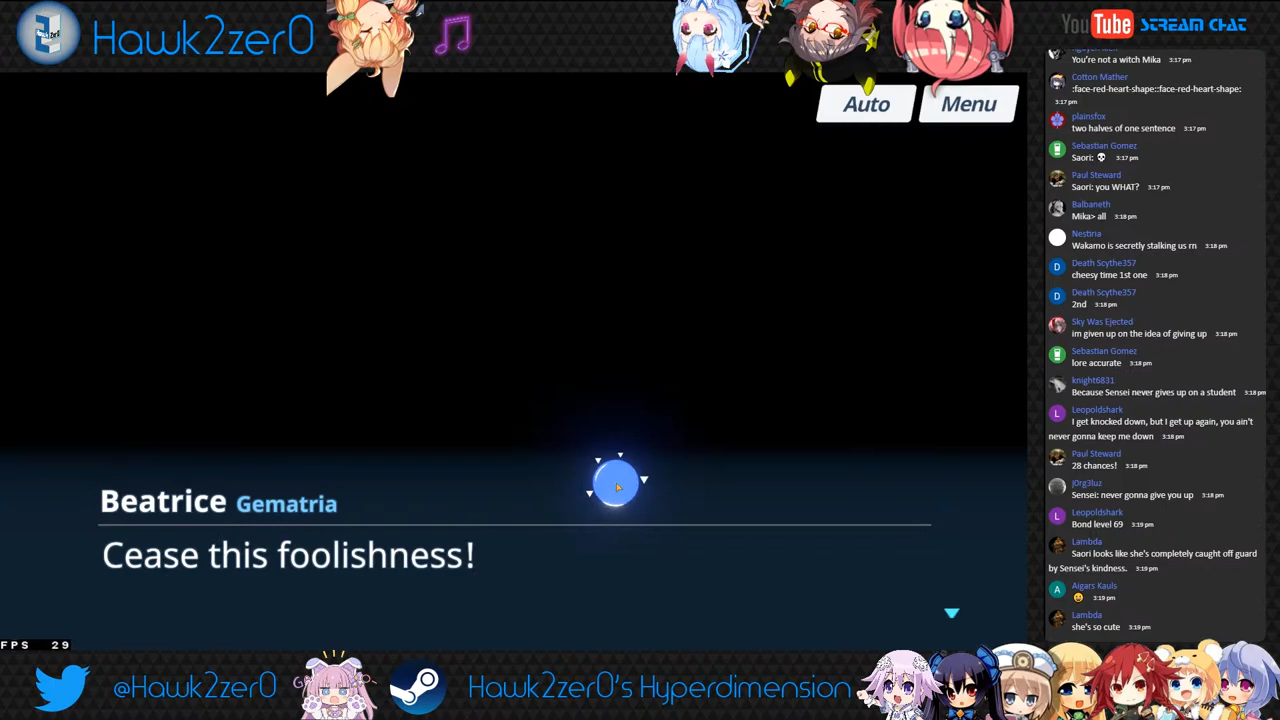 Hawk2zer0
You Tube STREAM CHAT
Auto
Menu
You're not a witch Mika 3:17 pm
Cotton Mather
:face-red-heart-shape::face-red-heart-shape:
3:17 pm
plainsfox
two halves of one sentence 3:17 pm
Sebastian Gomez
Saori: 💀 3:17 pm
Paul Steward
Saori: you WHAT? 3:17 pm
Balbaneth
Mika> all 3:18 pm
Nestiria
Wakamo is secretly stalking us rn 3:18 pm
D
Death Scythe357
cheesy time 1st one 3:18 pm
D
Death Scythe357
2nd 3:18 pm
Sky Was Ejected
im given up on the idea of giving up 3:18 pm
Sebastian Gomez
lore accurate 3:18 pm
knight6831
Because Sensei never gives up on a student 3:18 pm
L
Leopoldshark
I get knocked down, but I get up again, you ain't
never gonna keep me down 3:18 pm
Paul Steward
28 chances! 3:18 pm
j0rg3luz
Sensei: never gonna give you up 3:18 pm
L
Leopoldshark
Bond level 69 3:19 pm
Lambda
Saori looks like she's completely caught off guard
by Sensei's kindness. 3:19 pm
A
Aigars Kauls
3:19 pm
Lambda
she's so cute 3:19 pm
Beatrice Gematria
Cease this foolishness!
FPS 29
@Hawk2zer0
Hawk2zer0's Hyperdimension